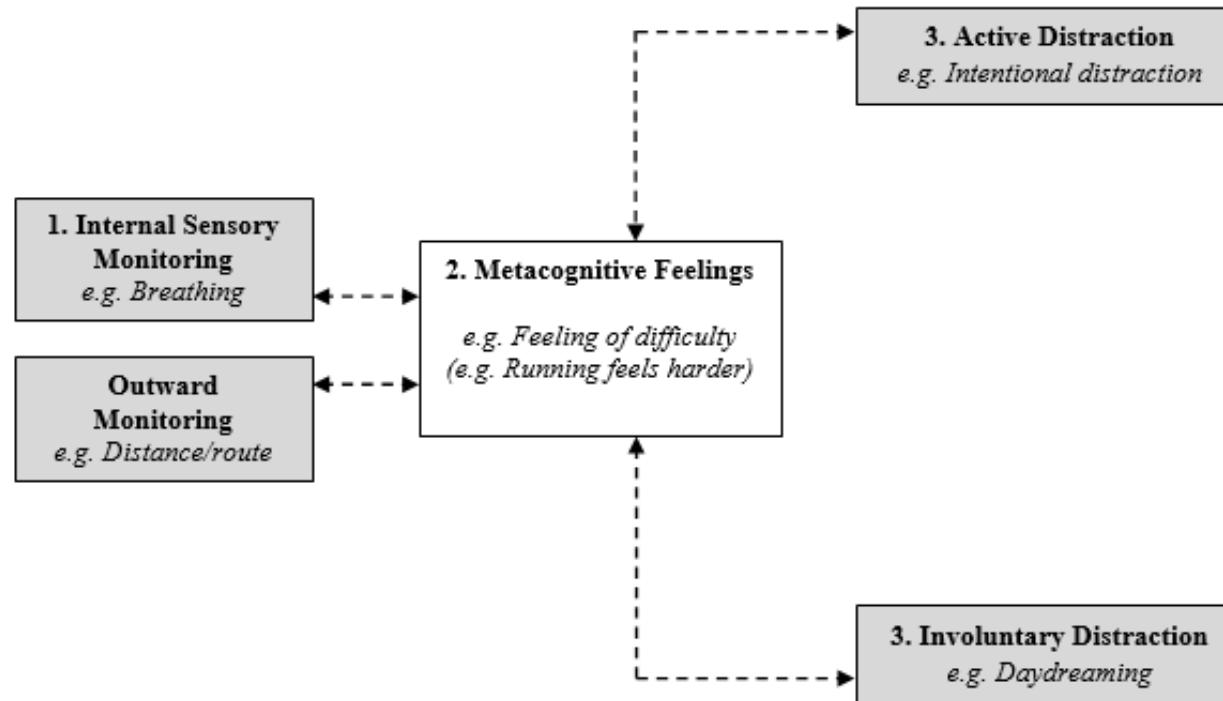 3. Active Distraction
e.g. Intentional distraction
1. Internal Sensory
Monitoring
e.g. Breathing
2. Metacognitive Feelings
e.g. Feeling of difficulty
(e.g. Running feels harder)
Outward
Monitoring
e.g. Distance/route
3. Involuntary Distraction
e.g. Daydreaming